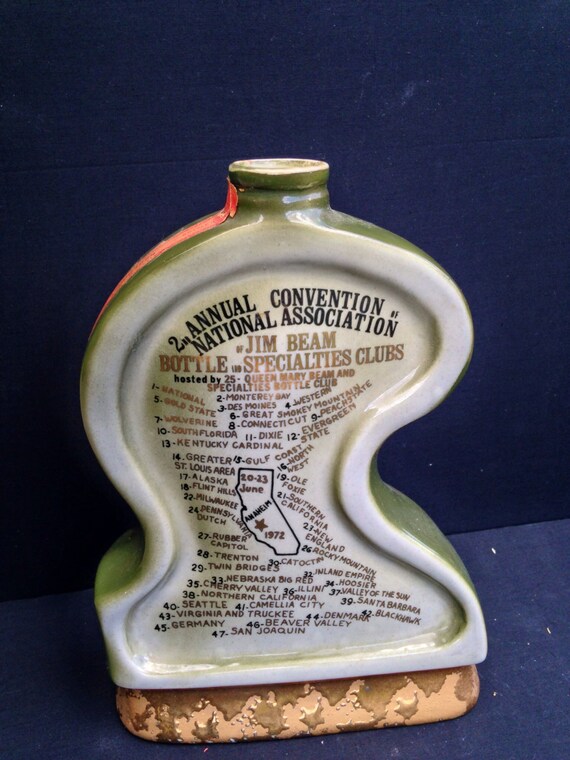 2ND ANNUAL CONVENTION OF
NATIONAL ASSOCIATION
OF JIM BEAM
BOTTLE AND SPECIALTIES CLUBS
hosted by 25- QUEEN MARY BEAM AND
SPECIALTIES BOTTLE CLUB
1- NATIONAL 2- MONTEREY BAY
5- GOLD STATE 3- DES MOINES 4- WESTERN
6- GREAT SMOKEY MOUNTAIN
7- WOLVERINE 8- CONNECTICUT 9- PEACH STATE
10- SOUTH FLORIDA 11- DIXIE 12- EVERGREEN STATE
13- KENTUCKY CARDINAL
14- GREATER ST. LOUIS AREA 15- GULF COAST
16- NORTH WEST
17- ALASKA
18- FLINT HILLS
19- OLE FOXIE
20-23
June
ANAHEIM
1972
21- SOUTHERN CALIFORNIA
22- MILWAUKEE
23- NEW ENGLAND
24- PENNSYLVANIA DUTCH
26- ROCKY MOUNTAIN
27- RUBBER CAPITOL
28- TRENTON 30- CATOCTIN
29- TWIN BRIDGES
32- INLAND EMPIRE
33- NEBRASKA BIG RED 34- HOOSIER
35- CHERRY VALLEY 36- ILLINI 37- VALLEY OF THE SUN
38- NORTHERN CALIFORNIA 39- SANTA BARBARA
40- SEATTLE 41- CAMELLIA CITY 42- BLACKHAWK
43- VIRGINIA AND TRUCKEE 44- DENMARK
45- GERMANY 46- BEAVER VALLEY
47- SAN JOAQUIN